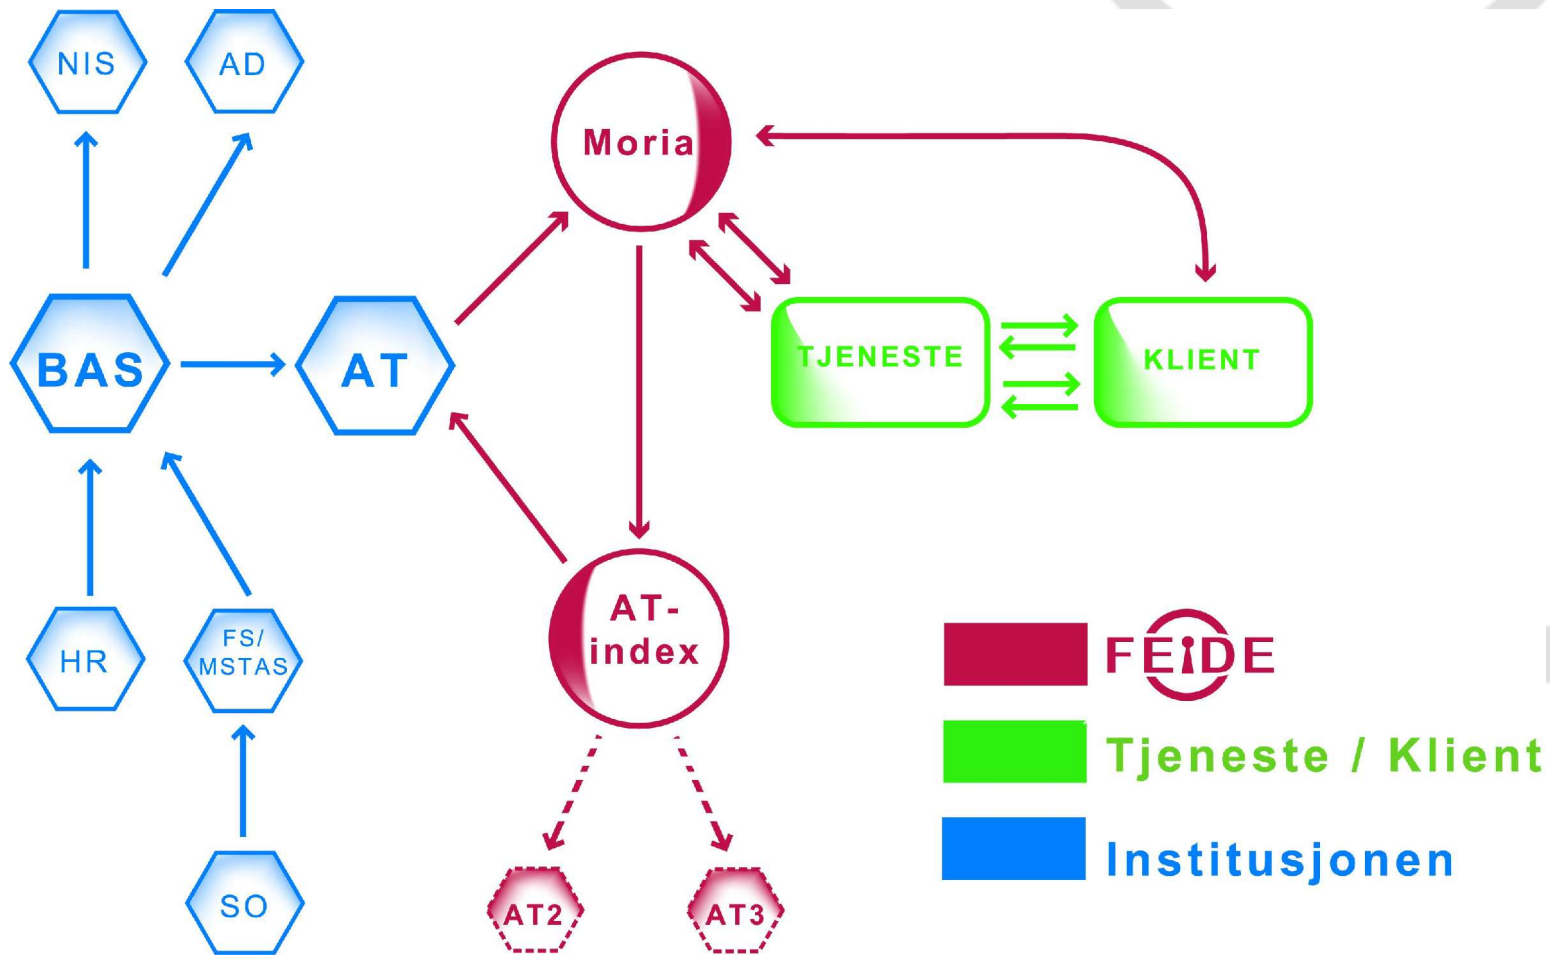 NIS
AD
Moria
BAS
AT
TJENESTE
KLIENT
HR
FS/
MSTAS
AT-
index
SO
AT2
AT3
FEIDE
Tjeneste / Klient
Institusjonen